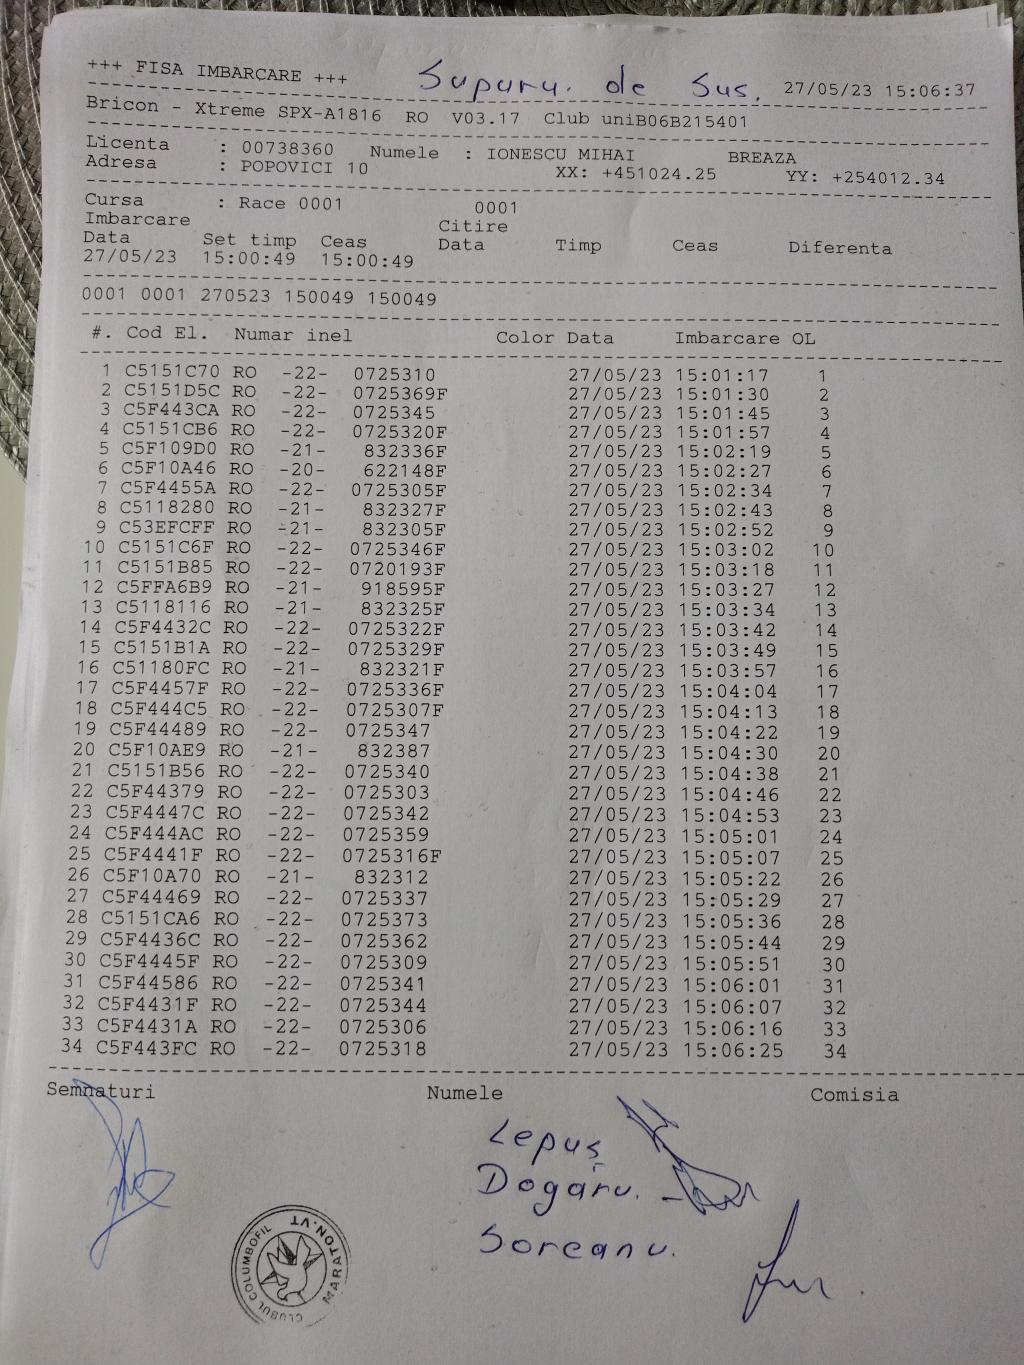 +++ FISA IMBARCARE +++ Supuru. de Sus. 27/05/23 15:06:37
Bricon - Xtreme SPX-A1816 RO V03.17 Club uniB06B215401
Licenta : 00738360 Numele : IONESCU MIHAI BREAZA
Adresa : POPOVICI 10 XX: +451024.25 YY: +254012.34
Cursa : Race 0001 0001
Imbarcare Citire
Data Set timp Ceas Data Timp Ceas Diferenta
27/05/23 15:00:49 15:00:49
0001 0001 270523 150049 150049
#. Cod El. Numar inel Color Data Imbarcare OL
1 C5151C70 RO -22- 0725310 27/05/23 15:01:17 1
2 C5151D5C RO -22- 0725369F 27/05/23 15:01:30 2
3 C5F443CA RO -22- 0725345 27/05/23 15:01:45 3
4 C5151CB6 RO -22- 0725320F 27/05/23 15:01:57 4
5 C5F109D0 RO -21- 832336F 27/05/23 15:02:19 5
6 C5F10A46 RO -20- 622148F 27/05/23 15:02:27 6
7 C5F4455A RO -22- 0725305F 27/05/23 15:02:34 7
8 C5118280 RO -21- 832327F 27/05/23 15:02:43 8
9 C53EFCFF RO -21- 832305F 27/05/23 15:02:52 9
10 C5151C6F RO -22- 0725346F 27/05/23 15:03:02 10
11 C5151B85 RO -22- 0720193F 27/05/23 15:03:18 11
12 C5FFA6B9 RO -21- 918595F 27/05/23 15:03:27 12
13 C5118116 RO -21- 832325F 27/05/23 15:03:34 13
14 C5F4432C RO -22- 0725322F 27/05/23 15:03:42 14
15 C5151B1A RO -22- 0725329F 27/05/23 15:03:49 15
16 C51180FC RO -21- 832321F 27/05/23 15:03:57 16
17 C5F4457F RO -22- 0725336F 27/05/23 15:04:04 17
18 C5F444C5 RO -22- 0725307F 27/05/23 15:04:13 18
19 C5F44489 RO -22- 0725347 27/05/23 15:04:22 19
20 C5F10AE9 RO -21- 832387 27/05/23 15:04:30 20
21 C5151B56 RO -22- 0725340 27/05/23 15:04:38 21
22 C5F44379 RO -22- 0725303 27/05/23 15:04:46 22
23 C5F4447C RO -22- 0725342 27/05/23 15:04:53 23
24 C5F444AC RO -22- 0725359 27/05/23 15:05:01 24
25 C5F4441F RO -22- 0725316F 27/05/23 15:05:07 25
26 C5F10A70 RO -21- 832312 27/05/23 15:05:22 26
27 C5F44469 RO -22- 0725337 27/05/23 15:05:29 27
28 C5151CA6 RO -22- 0725373 27/05/23 15:05:36 28
29 C5F4436C RO -22- 0725362 27/05/23 15:05:44 29
30 C5F4445F RO -22- 0725309 27/05/23 15:05:51 30
31 C5F44586 RO -22- 0725341 27/05/23 15:06:01 31
32 C5F4431F RO -22- 0725344 27/05/23 15:06:07 32
33 C5F4431A RO -22- 0725306 27/05/23 15:06:16 33
34 C5F443FC RO -22- 0725318 27/05/23 15:06:25 34
Semnaturi Numele Comisia
Lepuș
Dogaru.
Soreanu.
CLUBUL COLUMBOFIL MARATON.VT